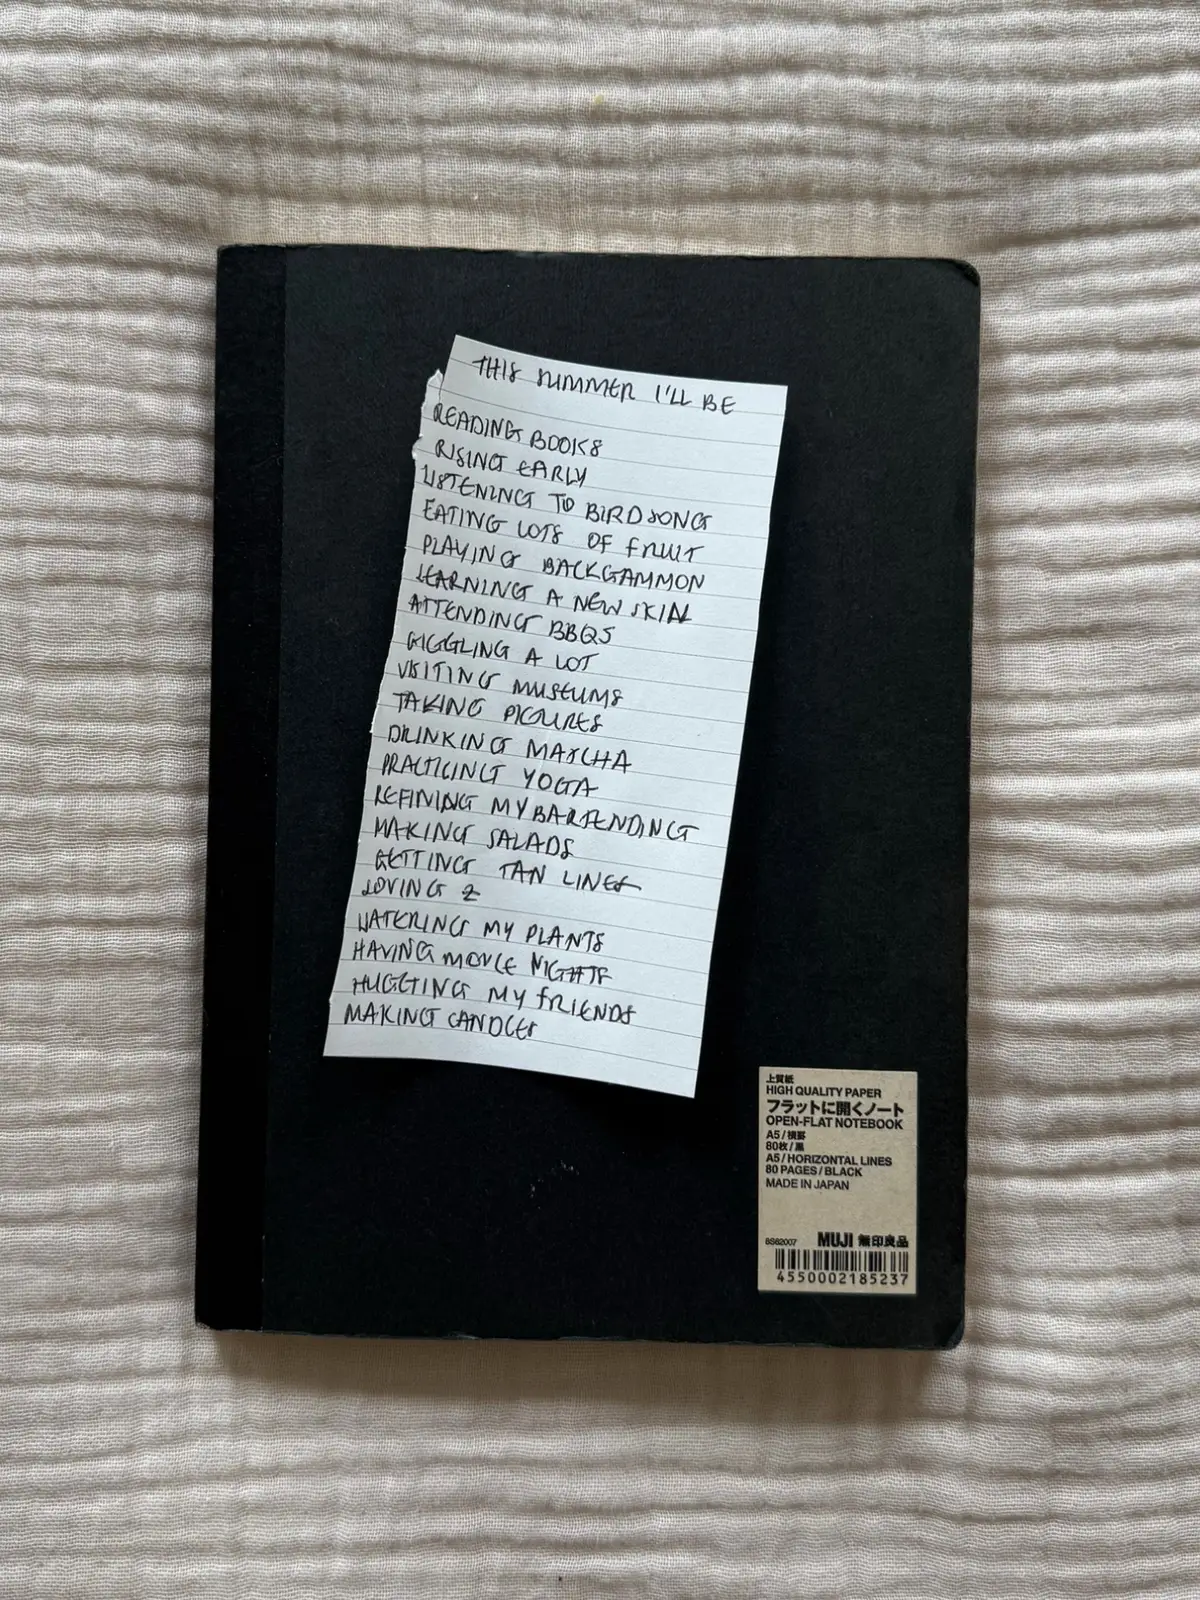 THIS SUMMER I'LL BE
READING BOOKS
RISING EARLY
LISTENING TO BIRDSONG
EATING LOTS OF FRUIT
PLAYING BACKGAMMON
LEARNING A NEW SKILL
ATTENDING BBQS
GIGGLING A LOT
VISITING MUSEUMS
TAKING PICTURES
DRINKING MATCHA
PRACTICING YOGA
REFINING MY BARTENDING
MAKING SALADS
GETTING TAN LINES
LOVING Z
WATERING MY PLANTS
HAVING MOVIE NIGHTS
HUGGING MY FRIENDS
MAKING CANDLES
上質紙
HIGH QUALITY PAPER
フラットに開くノート
OPEN-FLAT NOTEBOOK
A5/横罫
80枚/黒
A5/HORIZONTAL LINES
80 PAGES/BLACK
MADE IN JAPAN
8S62007 MUJI 無印良品
4550002185237